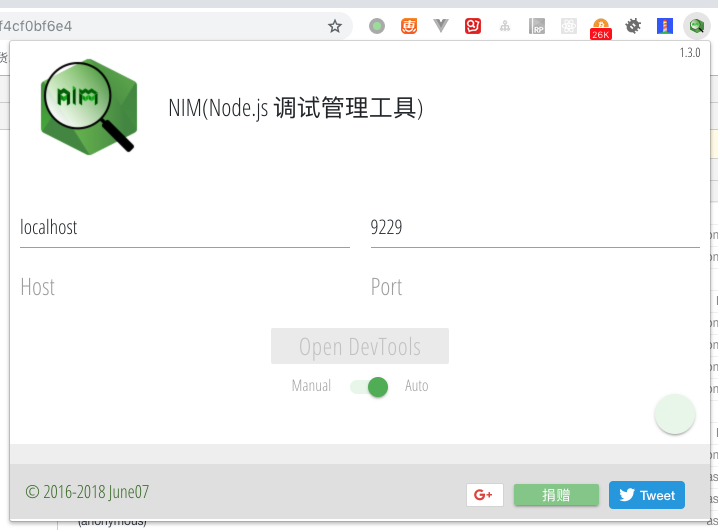 f4cf0bf6e4
26K
1.3.0
NIM
NIM(Node.js 调试管理工具)
localhost
9229
Host
Port
Open DevTools
Manual
Auto
© 2016-2018 June07
G+
捐赠
Tweet
(anonymous)